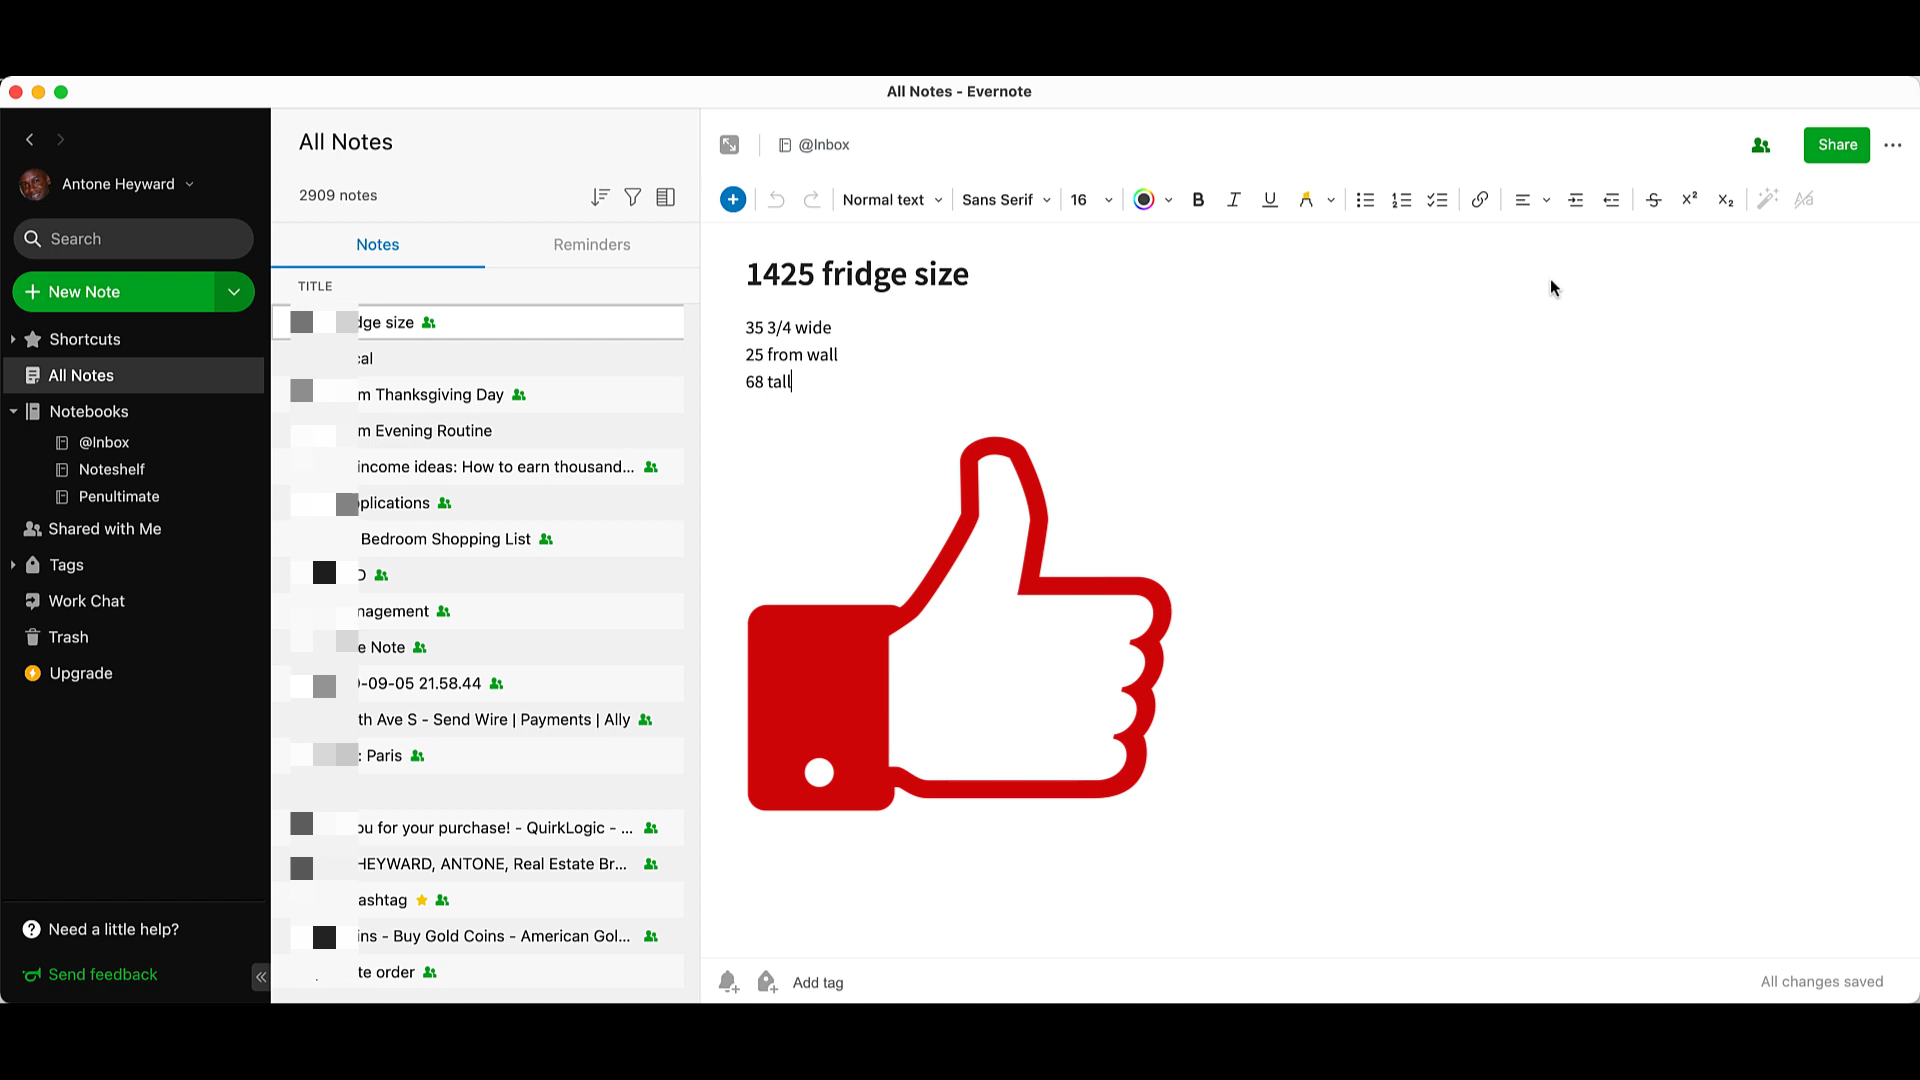 All Notes - Evernote
Antone Heyward
Search
New Note
Shortcuts
All Notes
Notebooks
@Inbox
Noteshelf
Penultimate
Shared with Me
Tags
Work Chat
Trash
Upgrade
Need a little help?
Send feedback
All Notes
2909 notes
Notes Reminders
TITLE
dge size
cal
m Thanksgiving Day
m Evening Routine
income ideas: How to earn thousand...
plications
Bedroom Shopping List
nagement
e Note
-09-05 21.58.44
th Ave S - Send Wire | Payments | Ally
: Paris
ou for your purchase! - QuirkLogic - ...
HEYWARD, ANTONE, Real Estate Br...
ashtag
ins - Buy Gold Coins - American Gol...
te order
@Inbox
Share
Normal text Sans Serif 16
1425 fridge size
35 3/4 wide
25 from wall
68 tall
Add tag
All changes saved